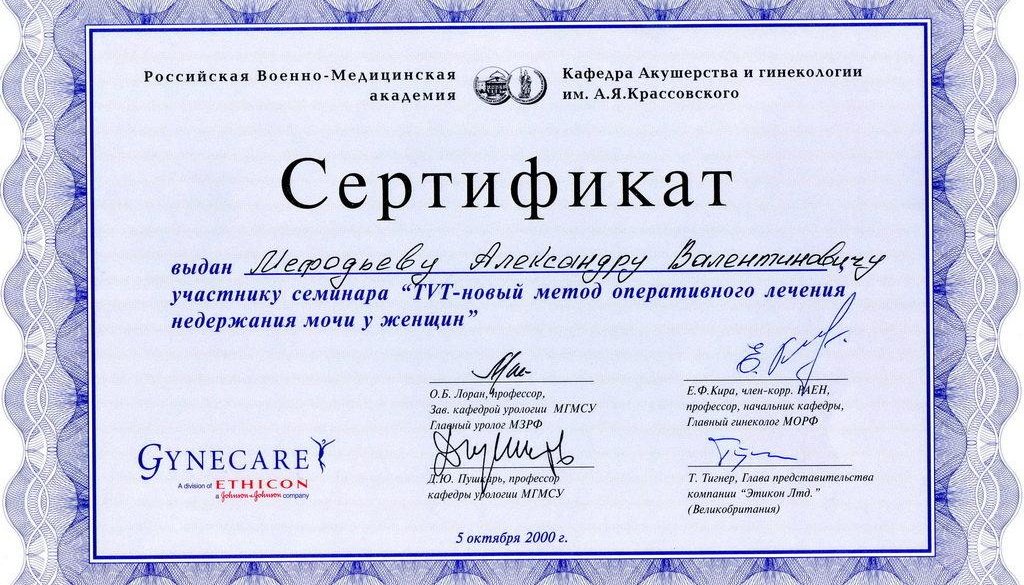 Российская Военно-Медицинская
академия
Кафедра Акушерства и гинекологии
им. А.Я.Крассовского
Сертификат
выдан Мефодьеву Александру Валентиновичу
участнику семинара “TVT-новый метод оперативного лечения
недержания мочи у женщин”
О.Б. Лоран, профессор,
Зав. кафедрой урологии МГМСУ
Главный уролог МЗРФ
Е.Ф.Кира, член-корр. РАЕН,
профессор, начальник кафедры,
Главный гинеколог МОРФ
Д.Ю. Пушкарь, профессор
кафедры урологии МГМСУ
Т. Тигнер, Глава представительства
компании “Этикон Лтд.”
(Великобритания)
GYNECARE
A division of ETHICON
a Johnson & Johnson company
5 октября 2000 г.